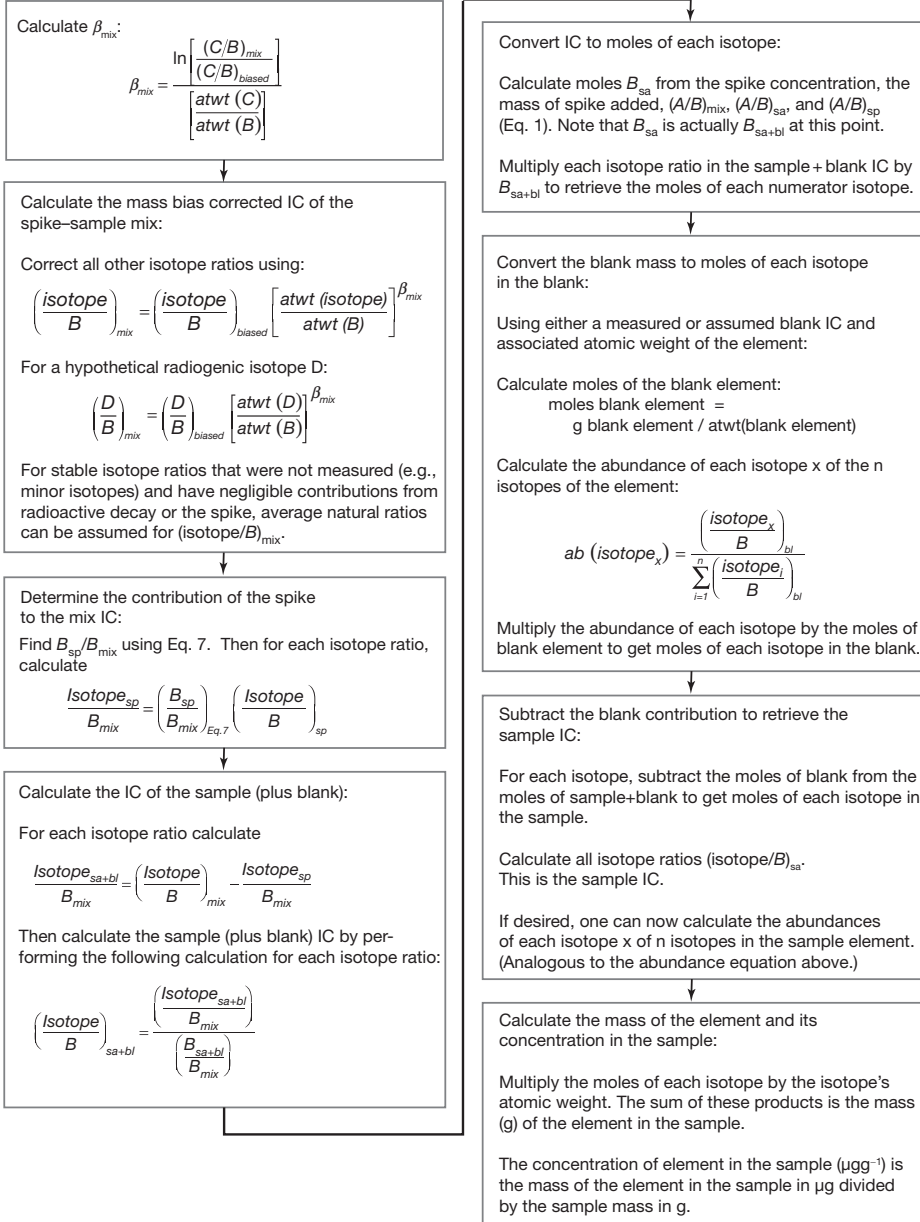 Calculate β_mix:
β_mix = ln[(C/B)_mix / (C/B)_biased] / [atwt (C) / atwt (B)]
Calculate the mass bias corrected IC of the
spike–sample mix:
Correct all other isotope ratios using:
(isotope / B)_mix = (isotope / B)_biased [atwt (isotope) / atwt (B)]^β_mix
For a hypothetical radiogenic isotope D:
(D / B)_mix = (D / B)_biased [atwt (D) / atwt (B)]^β_mix
For stable isotope ratios that were not measured (e.g.,
minor isotopes) and have negligible contributions from
radioactive decay or the spike, average natural ratios
can be assumed for (isotope/B)_mix.
Determine the contribution of the spike
to the mix IC:
Find B_sp/B_mix using Eq. 7. Then for each isotope ratio,
calculate
Isotope_sp / B_mix = (B_sp / B_mix)_Eq.7 (Isotope / B)_sp
Calculate the IC of the sample (plus blank):
For each isotope ratio calculate
Isotope_sa+bl / B_mix = (Isotope / B)_mix − Isotope_sp / B_mix
Then calculate the sample (plus blank) IC by per-
forming the following calculation for each isotope ratio:
(Isotope / B)_sa+bl = (Isotope_sa+bl / B_mix) / (B_sa+bl / B_mix)
Convert IC to moles of each isotope:
Calculate moles B_sa from the spike concentration, the
mass of spike added, (A/B)_mix, (A/B)_sa, and (A/B)_sp
(Eq. 1). Note that B_sa is actually B_sa+bl at this point.
Multiply each isotope ratio in the sample + blank IC by
B_sa+bl to retrieve the moles of each numerator isotope.
Convert the blank mass to moles of each isotope
in the blank:
Using either a measured or assumed blank IC and
associated atomic weight of the element:
Calculate moles of the blank element:
moles blank element =
g blank element / atwt(blank element)
Calculate the abundance of each isotope x of the n
isotopes of the element:
ab (isotope_x) = (isotope_x / B)_bl / Σ_i=1^n (isotope_i / B)_bl
Multiply the abundance of each isotope by the moles of
blank element to get moles of each isotope in the blank.
Subtract the blank contribution to retrieve the
sample IC:
For each isotope, subtract the moles of blank from the
moles of sample+blank to get moles of each isotope in
the sample.
Calculate all isotope ratios (isotope/B)_sa.
This is the sample IC.
If desired, one can now calculate the abundances
of each isotope x of n isotopes in the sample element.
(Analogous to the abundance equation above.)
Calculate the mass of the element and its
concentration in the sample:
Multiply the moles of each isotope by the isotope's
atomic weight. The sum of these products is the mass
(g) of the element in the sample.
The concentration of element in the sample (µgg⁻¹) is
the mass of the element in the sample in µg divided
by the sample mass in g.